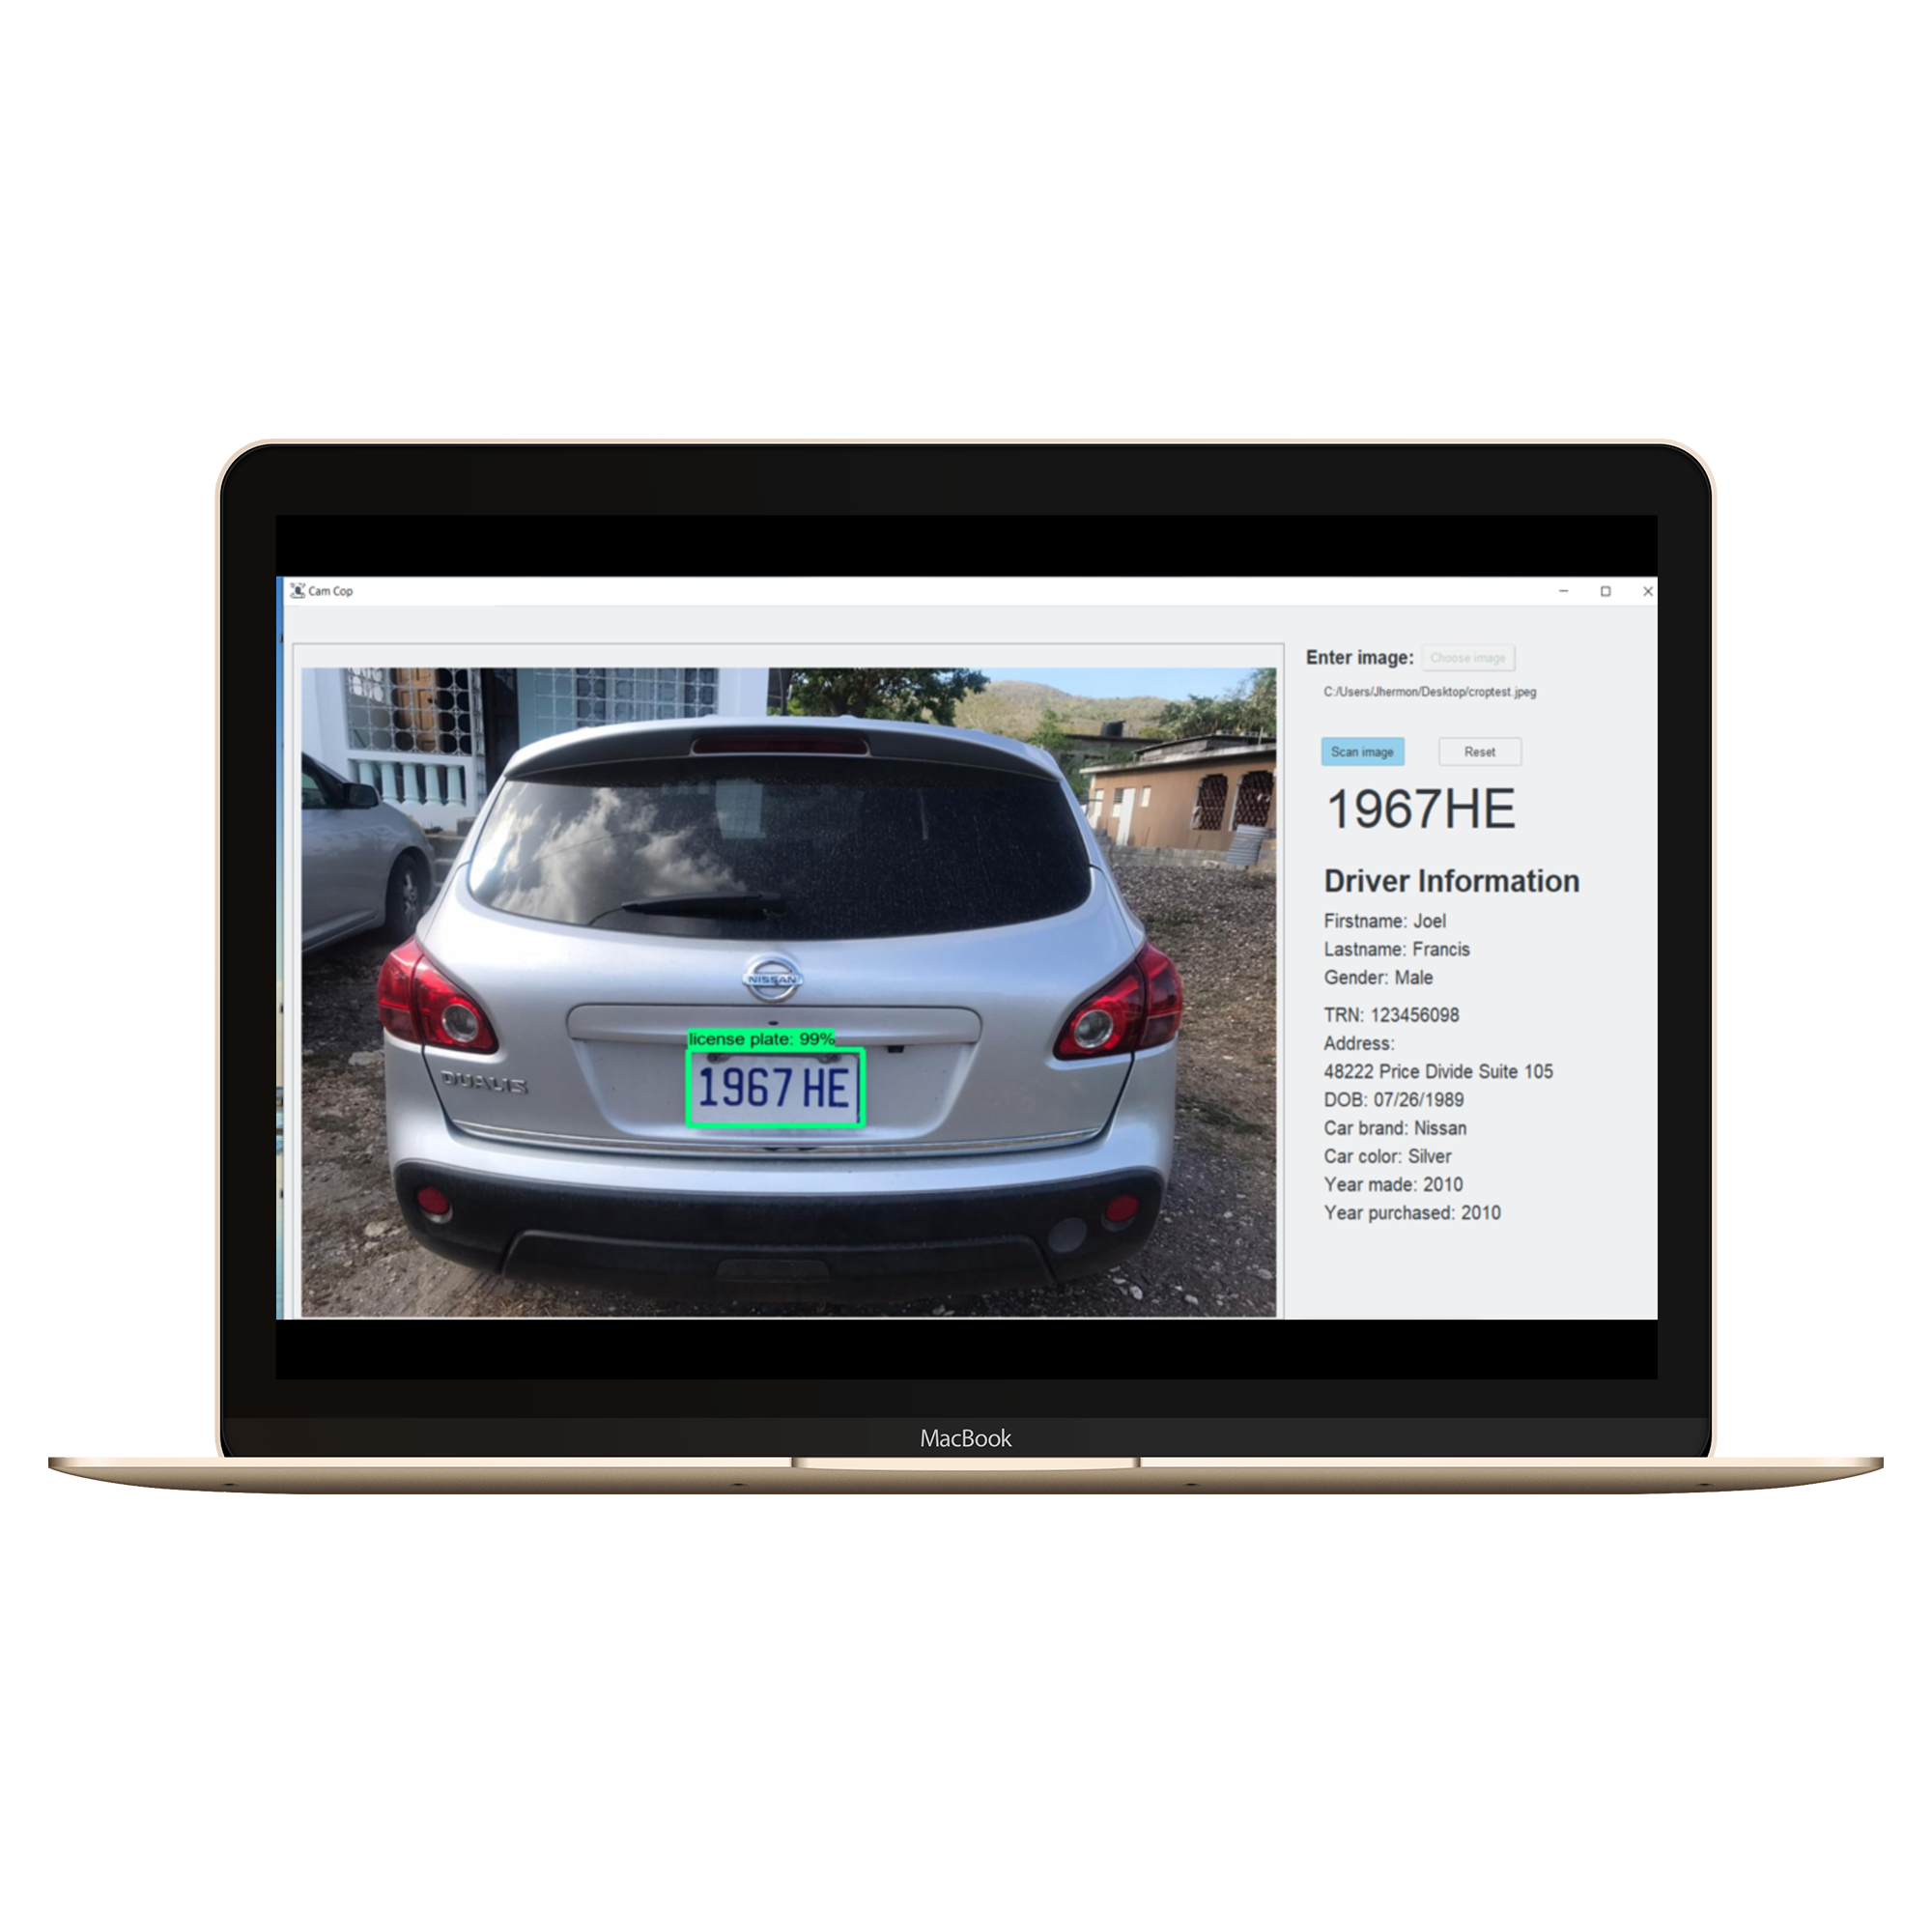 Cam Cop
Enter image: Choose image
C:/Users/Jhermon/Desktop/croptest.jpeg
Scan image Reset
1967HE
Driver Information
Firstname: Joel
Lastname: Francis
Gender: Male
TRN: 123456098
Address:
48222 Price Divide Suite 105
DOB: 07/26/1989
Car brand: Nissan
Car color: Silver
Year made: 2010
Year purchased: 2010
NISSAN
license plate: 99%
DUALIS
1967 HE
MacBook